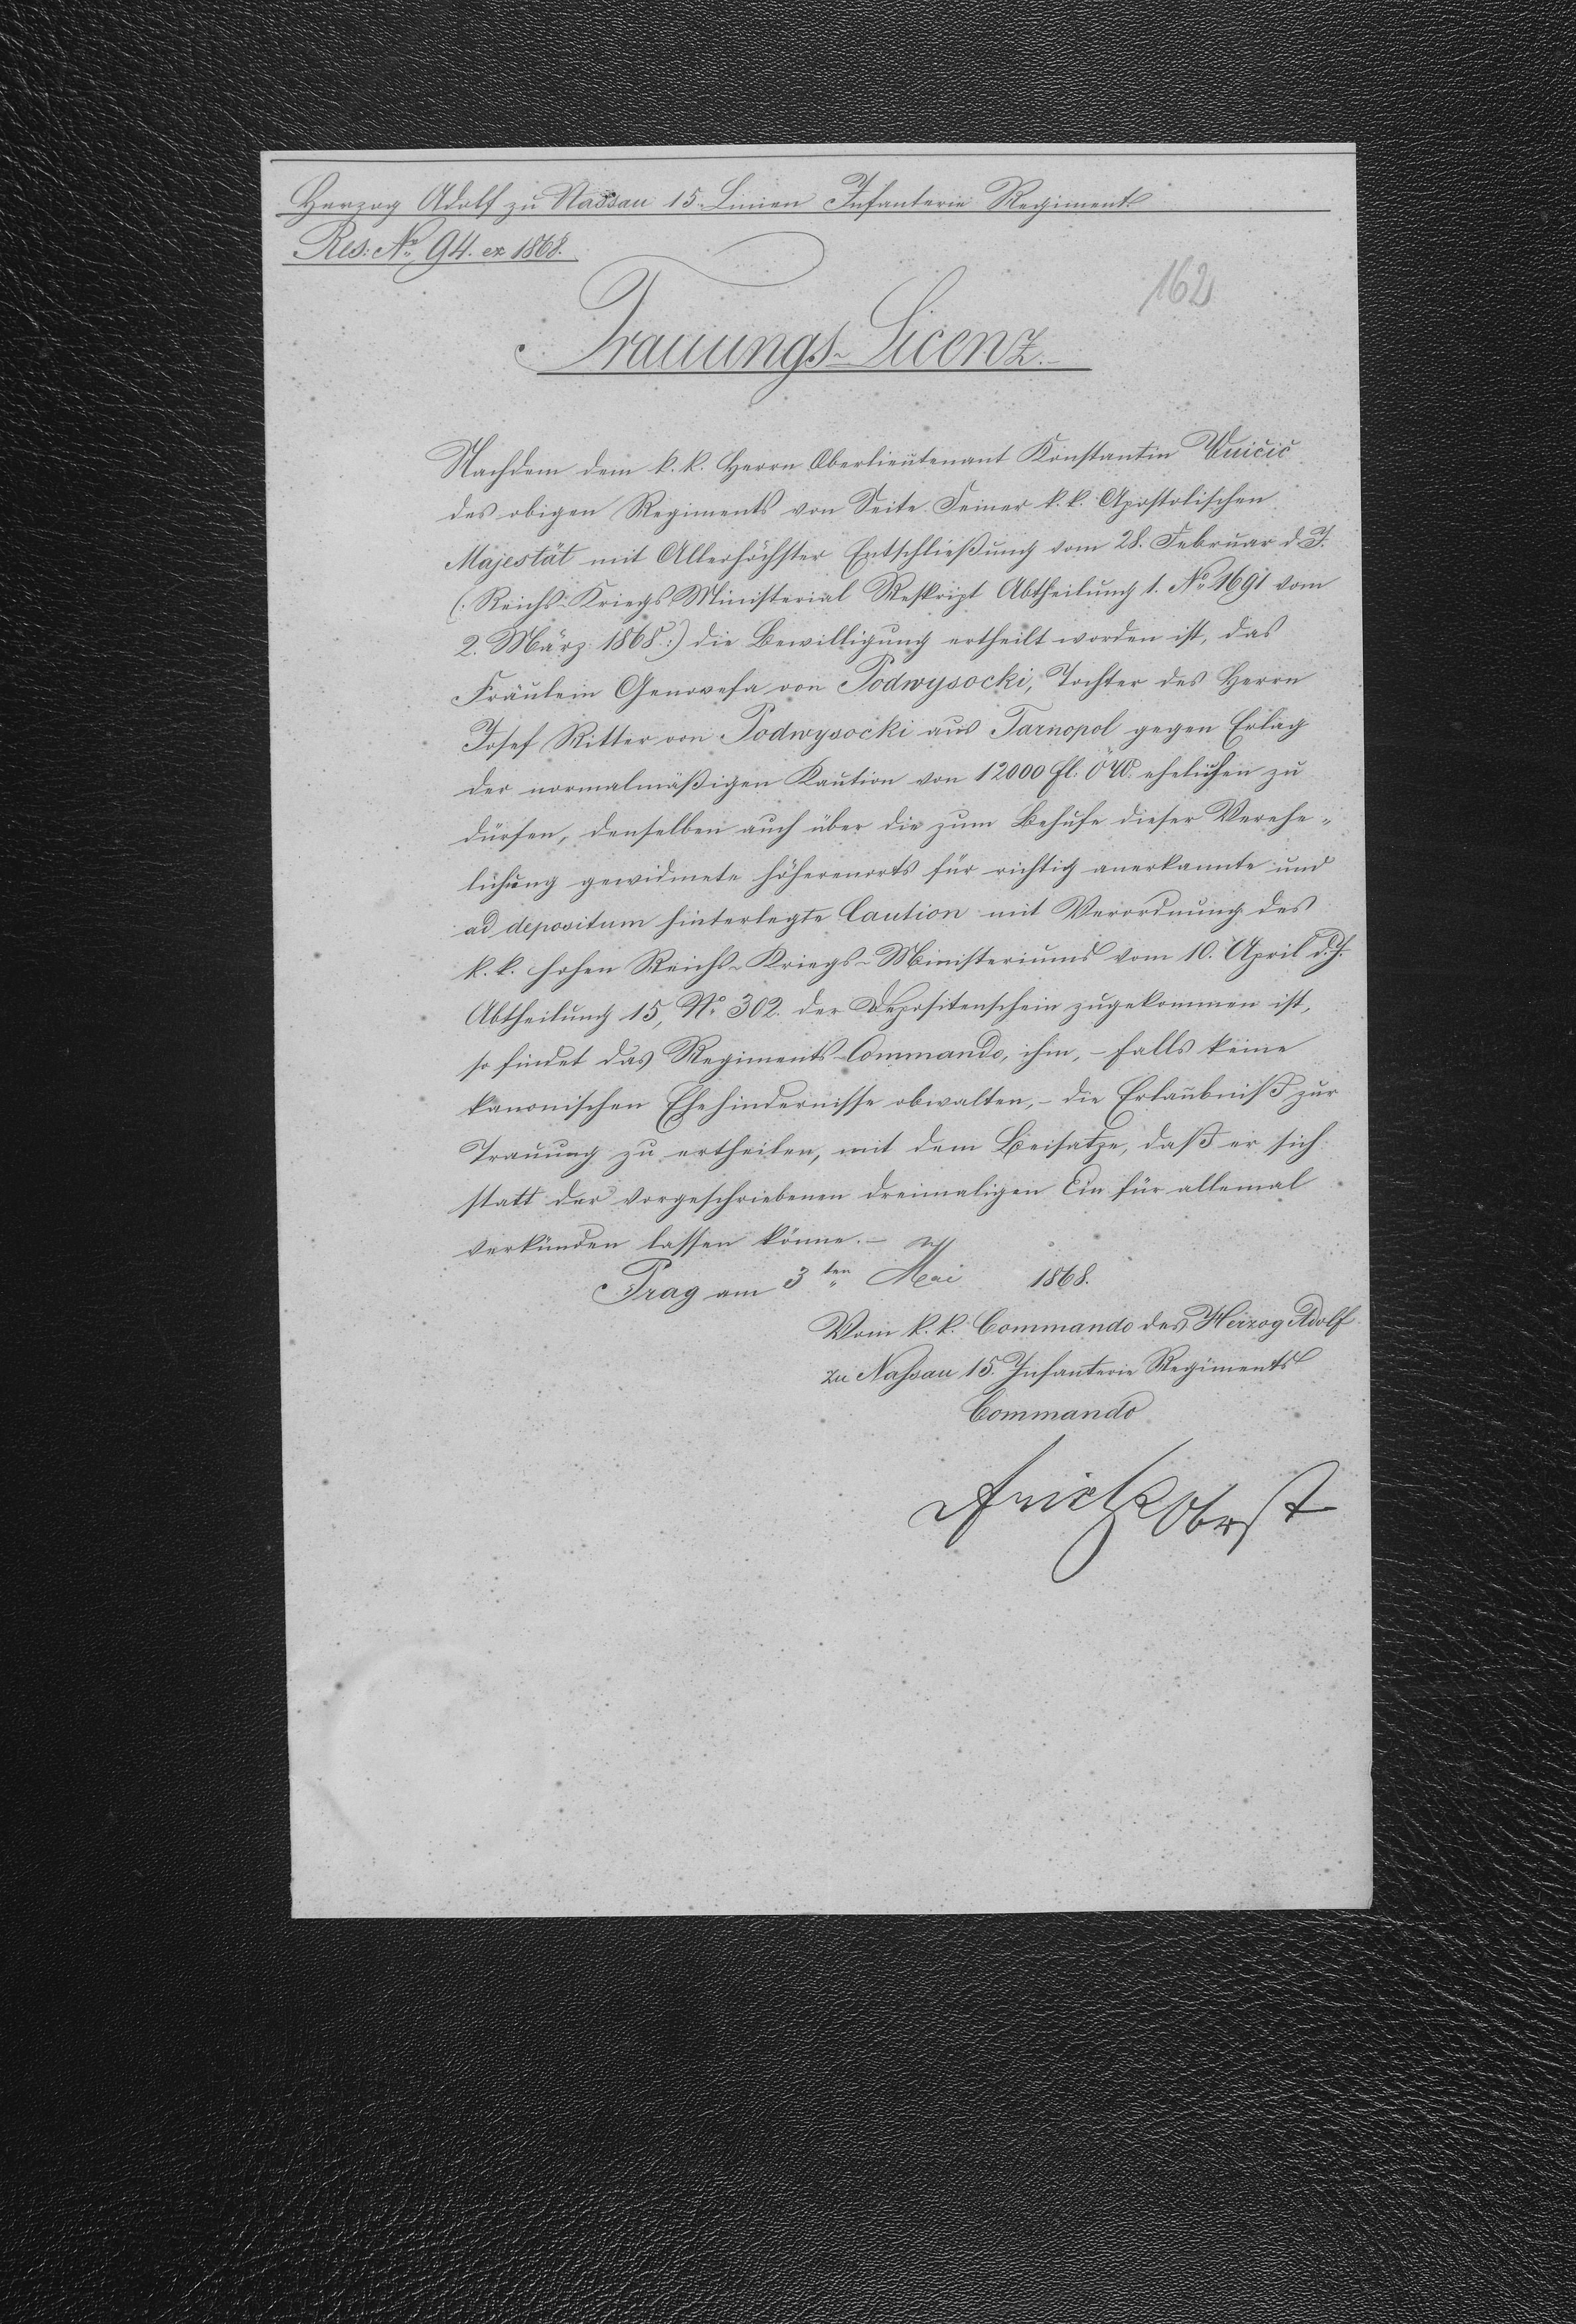 Herzog Adolf zu Nassau 15. Linien Infanterie Regiment
Res: No 94. ex 1868.
162
Trauungs-Licenz.
Nachdem dem k. k. Herrn Oberlieutenant Konstantin Vuičić
des obigen Regiments von Seite Seiner k. k. Apostolischen
Majestät mit Allerhöchster Entschließung vom 28. Februar d. J.
(: Reichs-Kriegs-Ministerial Reskript Abtheilung 1. No 1691 vom
2. März 1868 :) die Bewilligung ertheilt worden ist, das
Fräulein Genovefa von Podwysocki, Tochter des Herrn
Josef Ritter von Podwysocki aus Tarnopol gegen Erlag
der normalmäßigen Kaution von 12000 fl: ÖW. ehelichen zu
dürfen, denselben auch über die zum Behufe dieser Verehe-
lichung gewidmete höherenorts für richtig anerkannte und
ad depositum hinterlegte Caution mit Verordnung des
k. k. hohen Reichs-Kriegs-Ministeriums vom 10. April d. J.
Abtheilung 15, No 302. der Depositenschein zugekommen ist,
so findet das Regiments-Commando, ihm, - falls keine
kanonischen Ehehindernisse obwalten, - die Erlaubniß zur
Trauung zu ertheilen, mit dem Beisatze, daß er sich
statt der vorgeschriebenen dreimaligen Ein für allemal
verkünden lassen könne. -
Prag am 3ten Mai 1868.
Vom k. k. Commando des Herzog Adolf
zu Nassau 15. Infanterie Regiments
Commando
Oberst